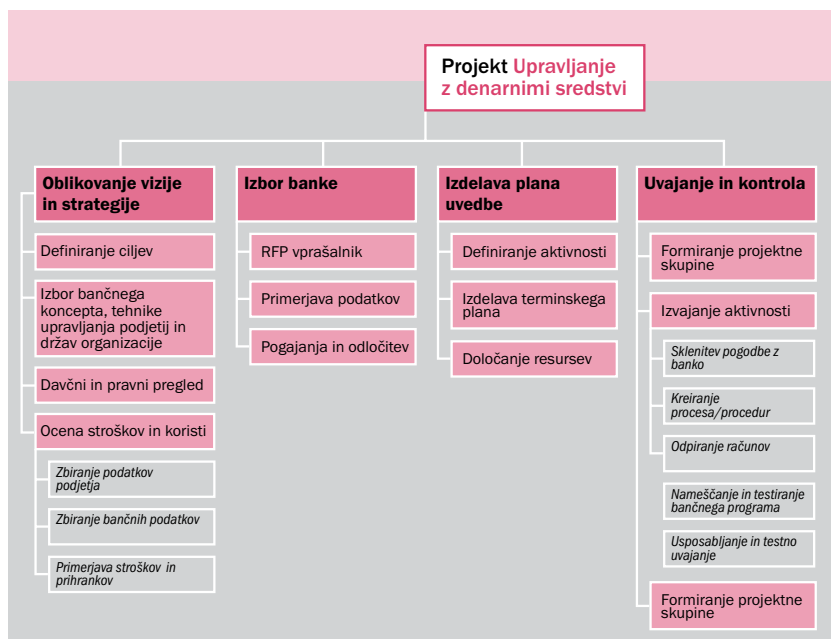 Projekt Upravljanje
z denarnimi sredstvi
Oblikovanje vizije
in strategije
Definiranje ciljev
Izbor bančnega
koncepta, tehnike
upravljanja podjetij in
držav organizacije
Davčni in pravni pregled
Ocena stroškov in koristi
Zbiranje podatkov
podjetja
Zbiranje bančnih podatkov
Primerjava stroškov in
prihrankov
Izbor banke
RFP vprašalnik
Primerjava podatkov
Pogajanja in odločitev
Izdelava plana
uvedbe
Definiranje aktivnosti
Izdelava terminskega
plana
Določanje resursev
Uvajanje in kontrola
Formiranje projektne
skupine
Izvajanje aktivnosti
Sklenitev pogodbe z
banko
Kreiranje
procesa/procedur
Odpiranje računov
Nameščanje in testiranje
bančnega programa
Usposabljanje in testno
uvajanje
Formiranje projektne
skupine